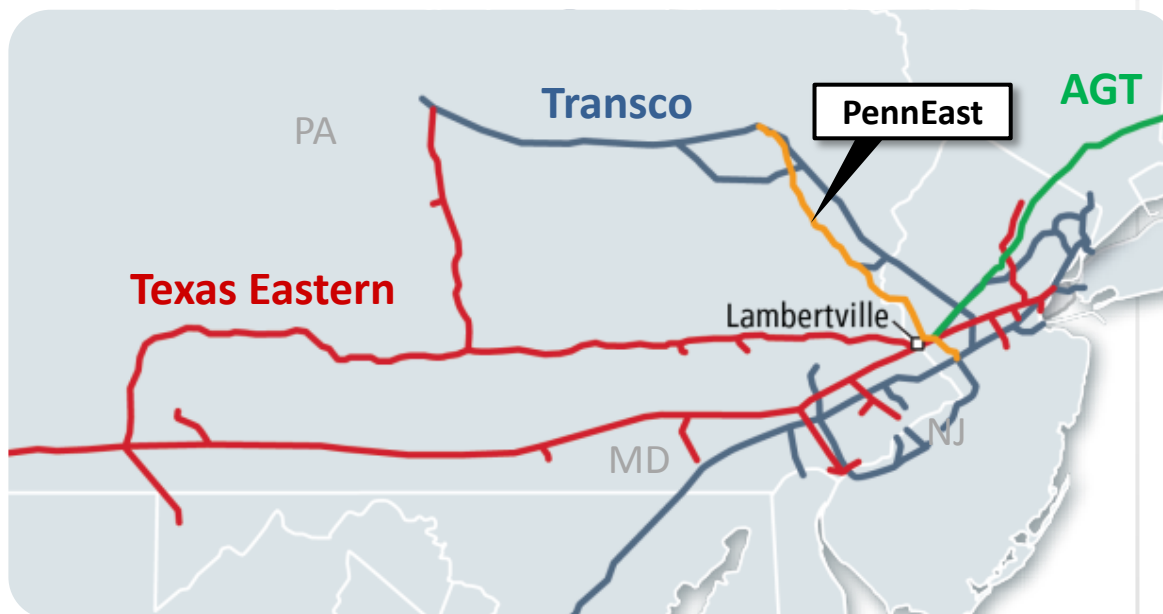 Transco
AGT
PennEast
PA
Texas Eastern
Lambertville
NJ
MD